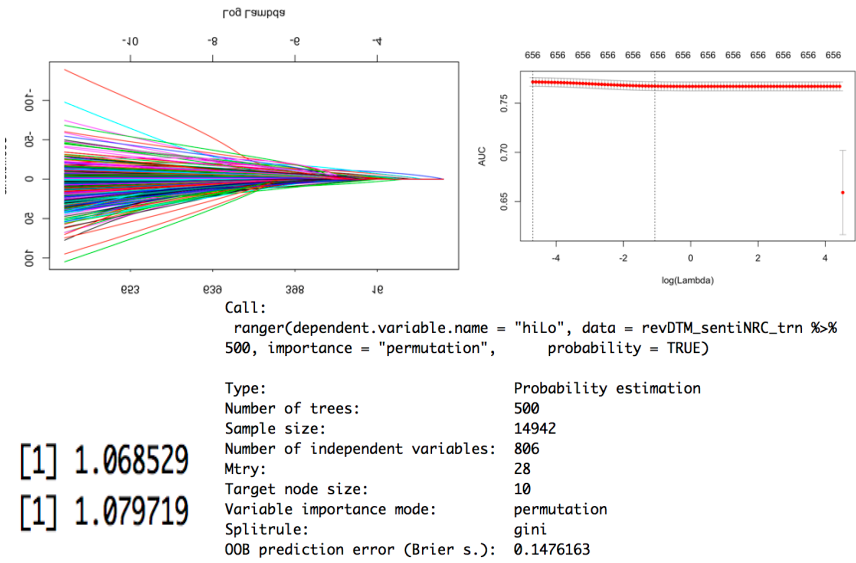 Log Lambda
-10 -8 -6 -4
-100
-50
0
50
100
653 639 398 16
656 656 656 656 656 656 656 656 656 656 656 656 656
0.75
0.70
0.65
AUC
-4 -2 0 2 4
log(Lambda)
Call:
ranger(dependent.variable.name = "hiLo", data = revDTM_sentiNRC_trn %>%
500, importance = "permutation", probability = TRUE)
Type: Probability estimation
Number of trees: 500
Sample size: 14942
Number of independent variables: 806
Mtry: 28
Target node size: 10
Variable importance mode: permutation
Splitrule: gini
OOB prediction error (Brier s.): 0.1476163
[1] 1.068529
[1] 1.079719